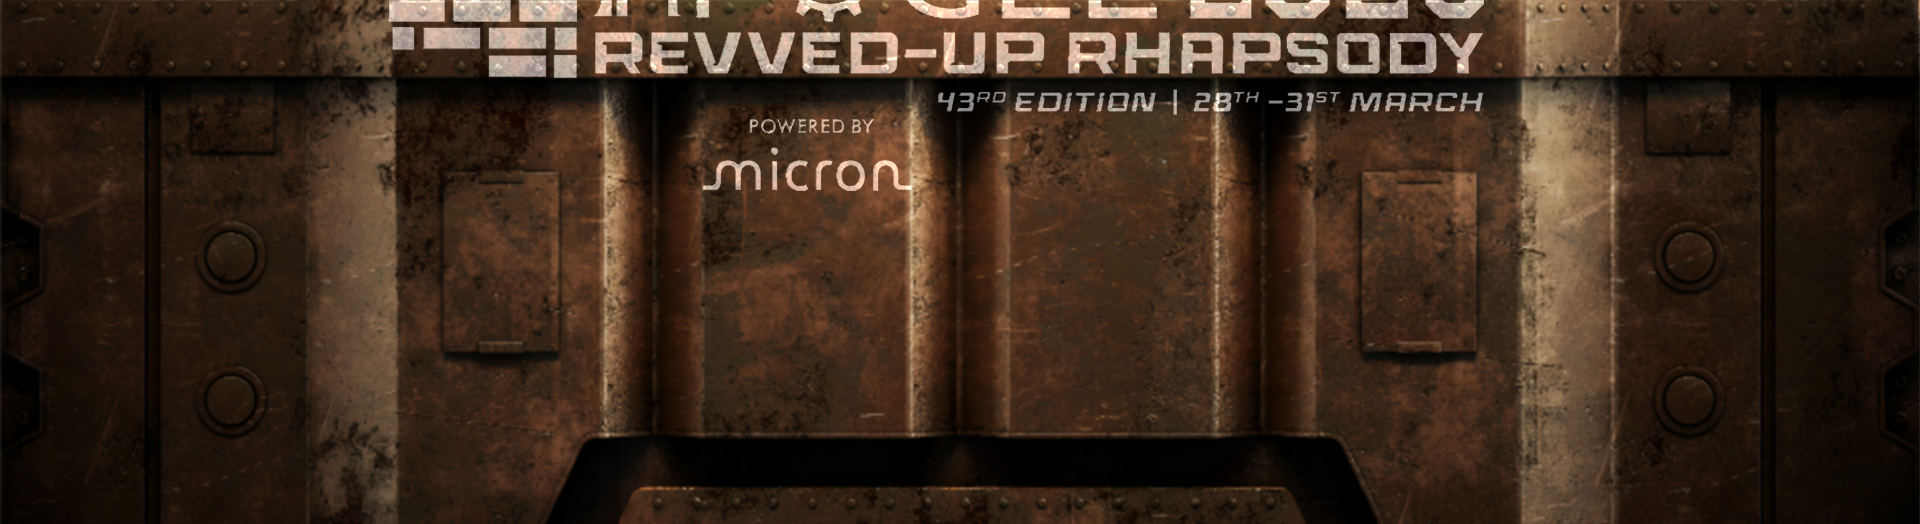 REVVED-UP RHAPSODY
43RD EDITION | 28TH -31ST MARCH
POWERED BY
micron